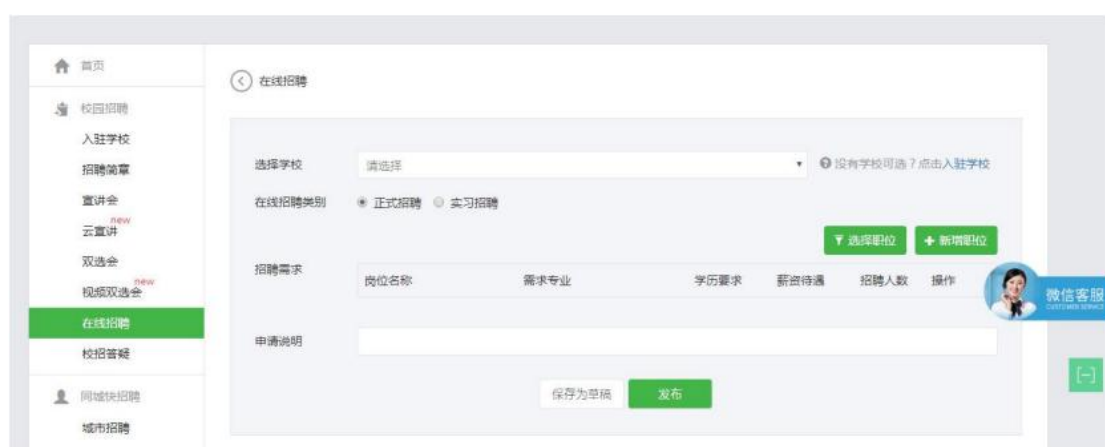 首页
在线招聘
校园招聘
入驻学校
招聘简章
宣讲会
云宣讲 new
双选会
视频双选会 new
在线招聘
校招答疑
同城快招聘
城市招聘
选择学校 请选择 没有学校可选？点击入驻学校
在线招聘类别 正式招聘 实习招聘
选择职位 + 新增职位
招聘需求 岗位名称 需求专业 学历要求 薪资待遇 招聘人数 操作
申请说明
保存为草稿 发布
微信客服
CUSTOMER SERVICE
[-]